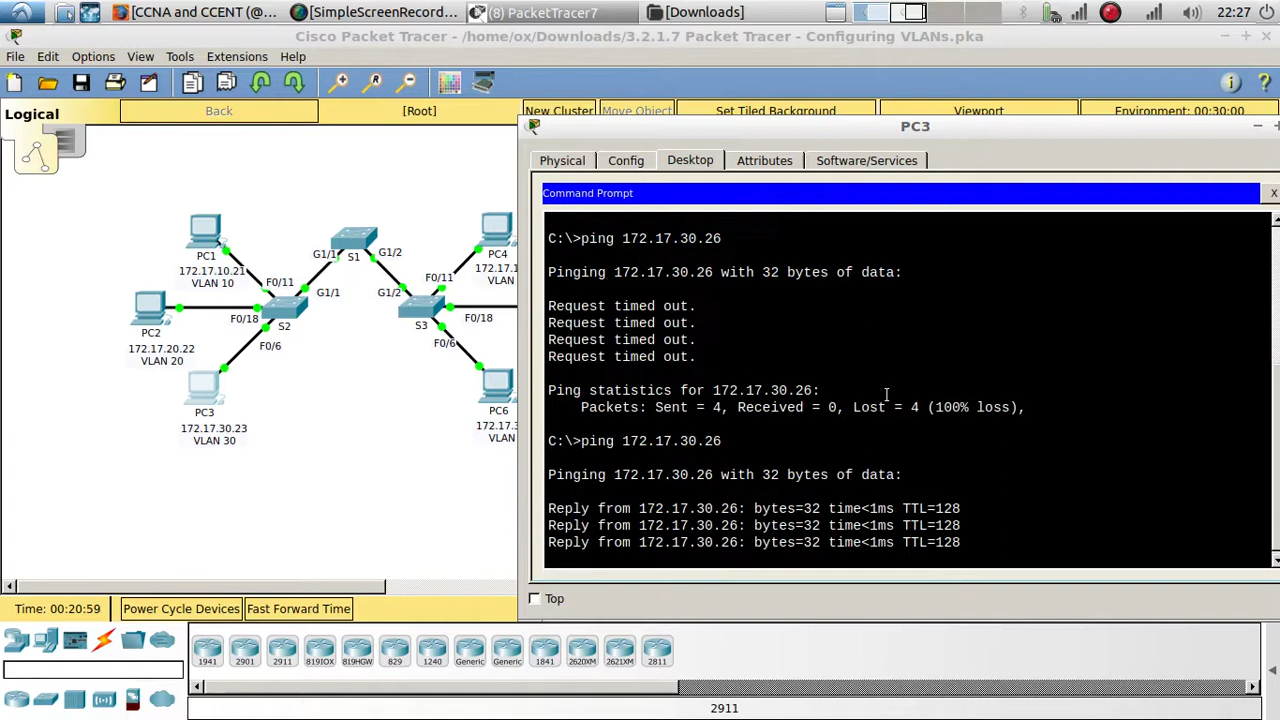 [CCNA and CCENT (@...
[SimpleScreenRecord...
(8) PacketTracer7
[Downloads]
22:27
Cisco Packet Tracer - /home/ox/Downloads/3.2.1.7 Packet Tracer - Configuring VLANs.pka
File Edit Options View Tools Extensions Help
Logical
Back
[Root]
New Cluster
Move Object
Set Tiled Background
Viewport
Environment: 00:30:00
PC3
Physical Config Desktop Attributes Software/Services
Command Prompt
X
C:\>ping 172.17.30.26
Pinging 172.17.30.26 with 32 bytes of data:
Request timed out.
Request timed out.
Request timed out.
Request timed out.
Ping statistics for 172.17.30.26:
Packets: Sent = 4, Received = 0, Lost = 4 (100% loss),
C:\>ping 172.17.30.26
Pinging 172.17.30.26 with 32 bytes of data:
Reply from 172.17.30.26: bytes=32 time<1ms TTL=128
Reply from 172.17.30.26: bytes=32 time<1ms TTL=128
Reply from 172.17.30.26: bytes=32 time<1ms TTL=128
Top
PC1
172.17.10.21
VLAN 10
F0/11
G1/1
S1
G1/2
G1/1
G1/2
F0/11
PC4
172.17.1
VLAN
PC2
172.17.20.22
VLAN 20
F0/18
S2
F0/6
S3
F0/18
F0/6
PC3
172.17.30.23
VLAN 30
PC6
172.17.3
VLAN
Time: 00:20:59
Power Cycle Devices
Fast Forward Time
1941 2901 2911 819IOX 819HGW 829 1240 Generic Generic 1841 2620XM 2621XM 2811
2911